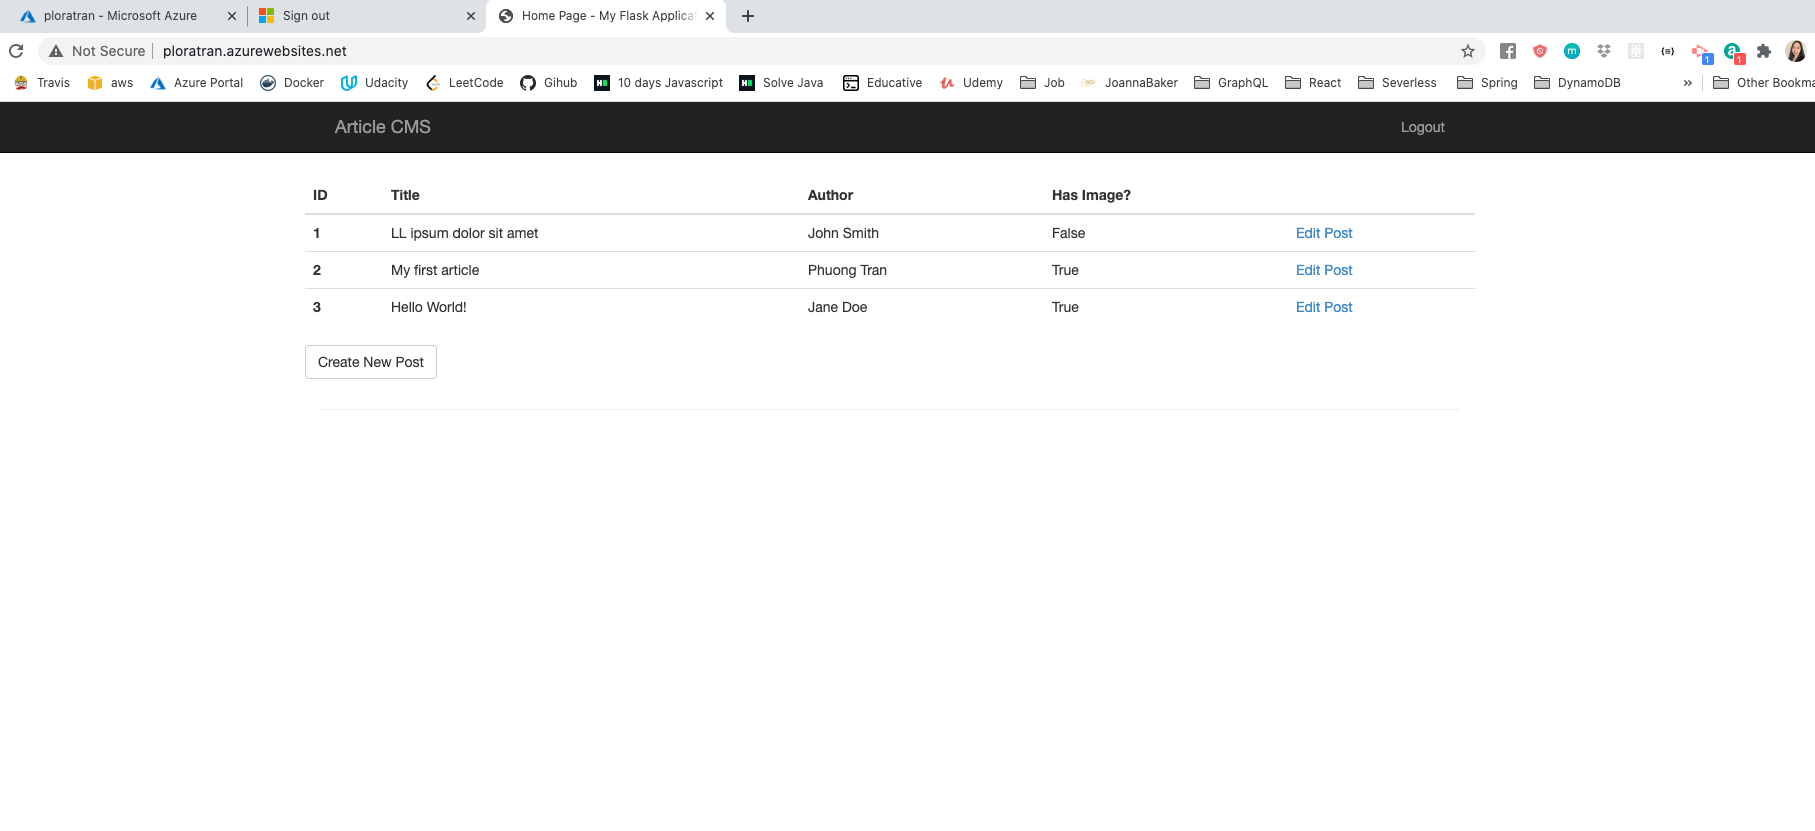 ploratran - Microsoft Azure Sign out Home Page - My Flask Applica
Not Secure ploratran.azurewebsites.net
Travis aws Azure Portal Docker Udacity LeetCode Gihub 10 days Javascript Solve Java Educative Udemy Job JoannaBaker GraphQL React Severless Spring DynamoDB » Other Bookma
Article CMS Logout
ID Title Author Has Image?
1 LL ipsum dolor sit amet John Smith False Edit Post
2 My first article Phuong Tran True Edit Post
3 Hello World! Jane Doe True Edit Post
Create New Post